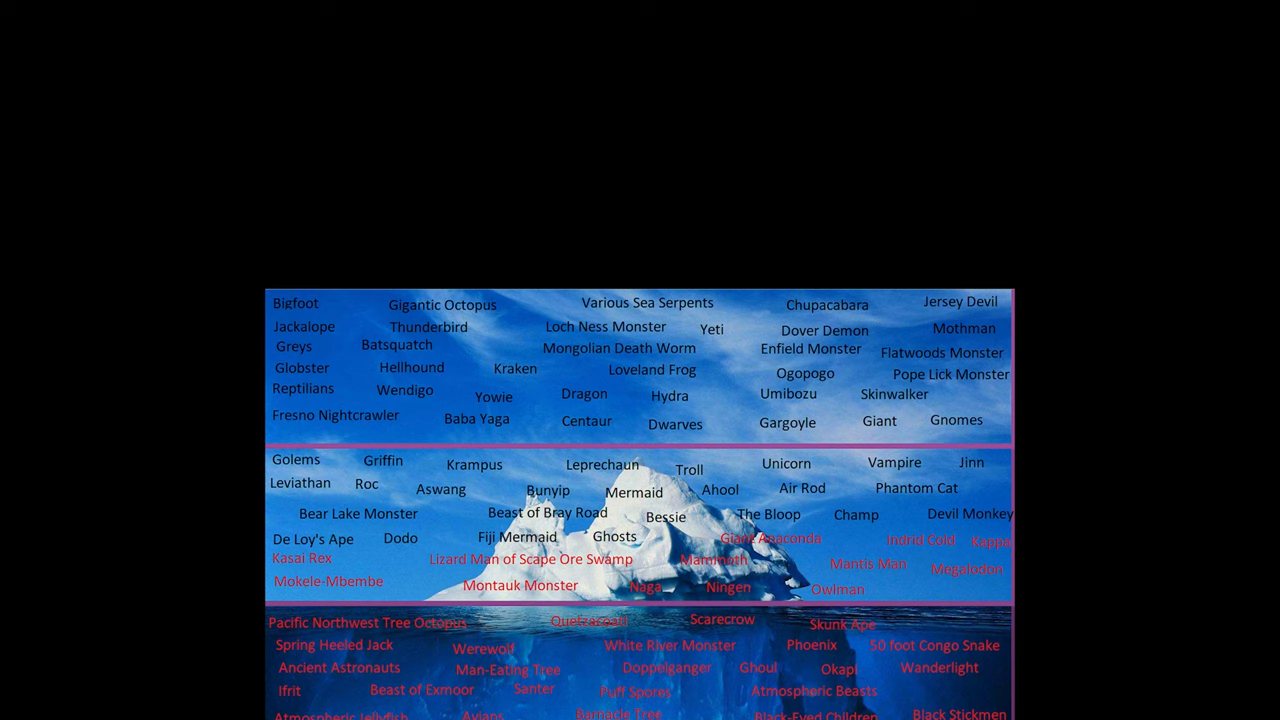 Bigfoot Gigantic Octopus Various Sea Serpents Chupacabara Jersey Devil
Jackalope Thunderbird Loch Ness Monster Yeti Dover Demon Mothman
Greys Batsquatch Mongolian Death Worm Enfield Monster Flatwoods Monster
Globster Hellhound Kraken Loveland Frog Ogopogo Pope Lick Monster
Reptilians Wendigo Yowie Dragon Hydra Umibozu Skinwalker
Fresno Nightcrawler Baba Yaga Centaur Dwarves Gargoyle Giant Gnomes
Golems Griffin Krampus Leprechaun Troll Unicorn Vampire Jinn
Leviathan Roc Aswang Bunyip Mermaid Ahool Air Rod Phantom Cat
Bear Lake Monster Beast of Bray Road Bessie The Bloop Champ Devil Monkey
De Loy's Ape Dodo Fiji Mermaid Ghosts Giant Anaconda Indrid Cold Kappa
Kasai Rex Lizard Man of Scape Ore Swamp Mammoth Mantis Man Megalodon
Mokele-Mbembe Montauk Monster Naga Ningen Owlman
Pacific Northwest Tree Octopus Quetzacoatl Scarecrow Skunk Ape
Spring Heeled Jack Werewolf White River Monster Phoenix 50 foot Congo Snake
Ancient Astronauts Man-Eating Tree Doppelganger Ghoul Okapi Wanderlight
Ifrit Beast of Exmoor Santer Puff Spores Atmospheric Beasts
Atmospheric Jellyfish Avians Barnacle Tree Black-Eyed Children Black Stickmen